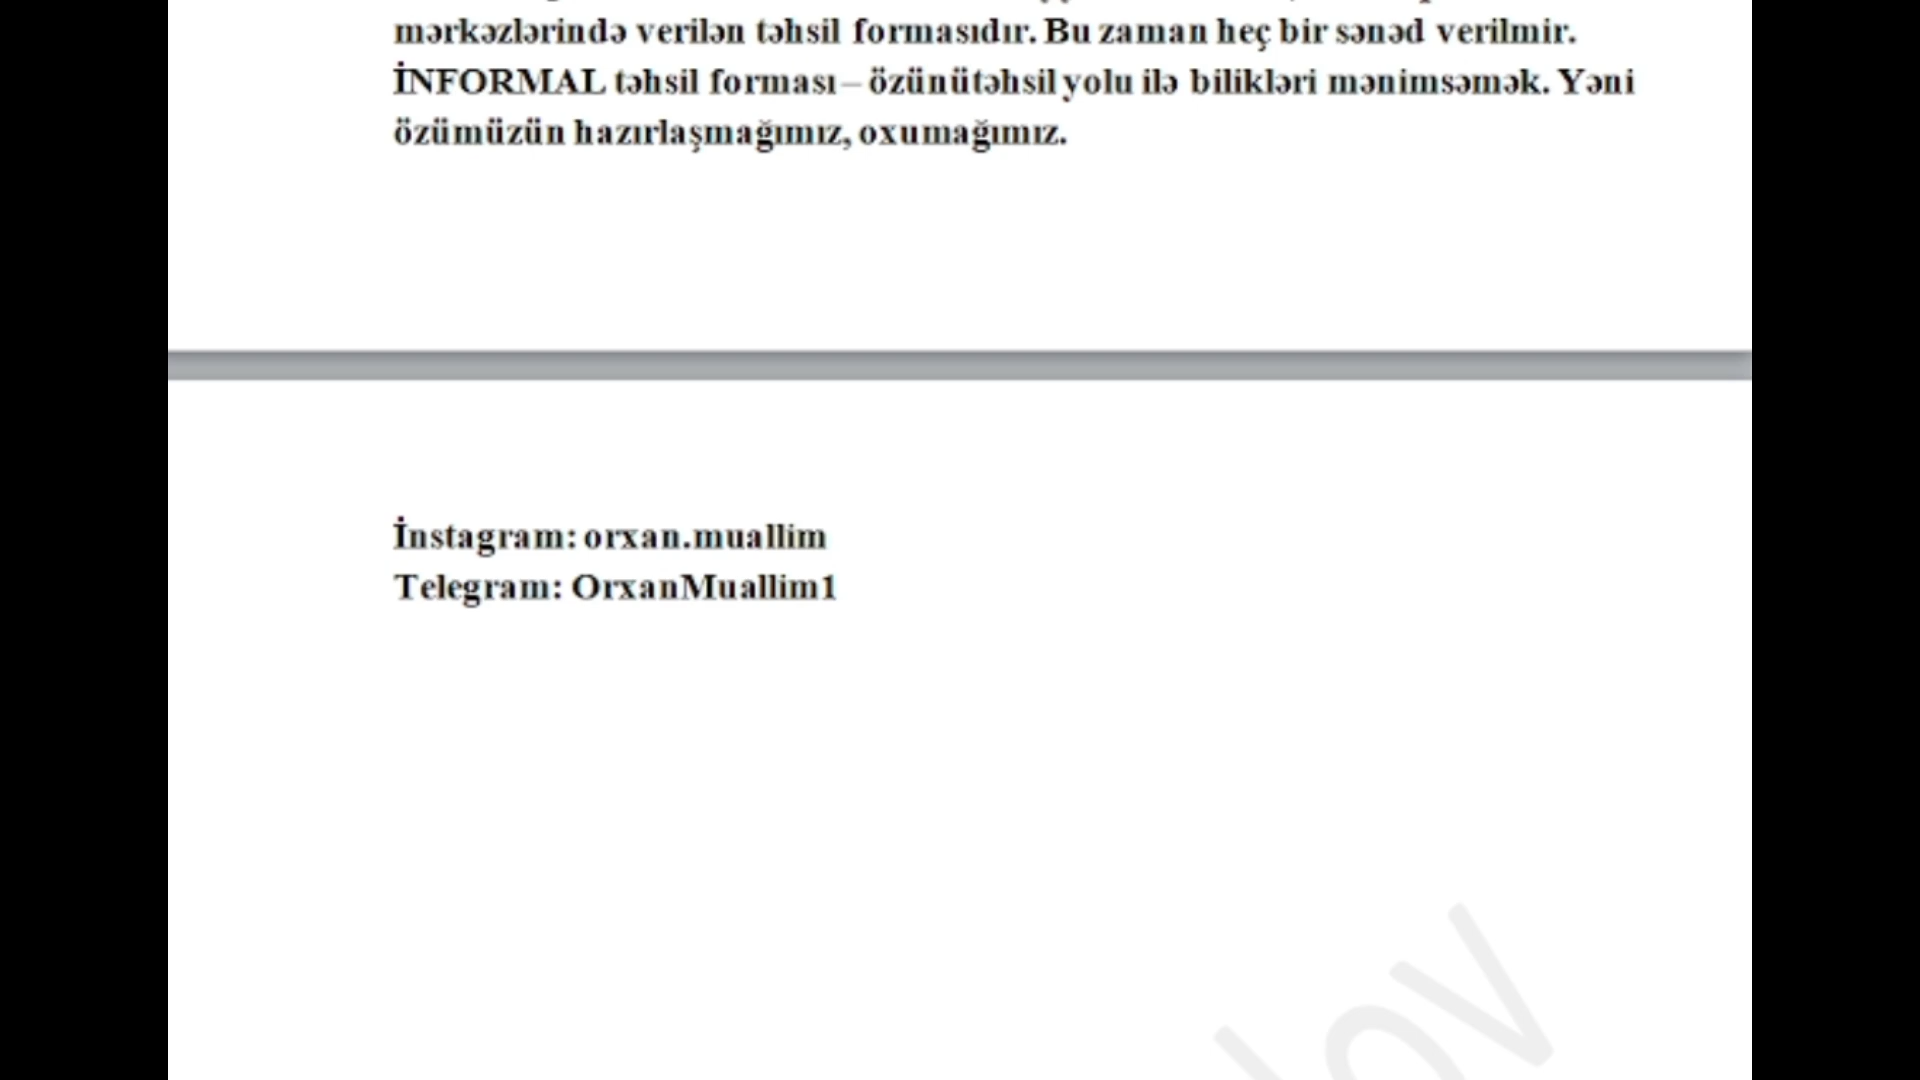 mərkəzlərində verilən təhsil formasıdır. Bu zaman heç bir sənəd verilmir.
İNFORMAL təhsil forması – özünütəhsil yolu ilə bilikləri mənimsəmək. Yəni
özümüzün hazırlaşmağımız, oxumağımız.
İnstagram: orxan.muallim
Telegram: OrxanMuallim1